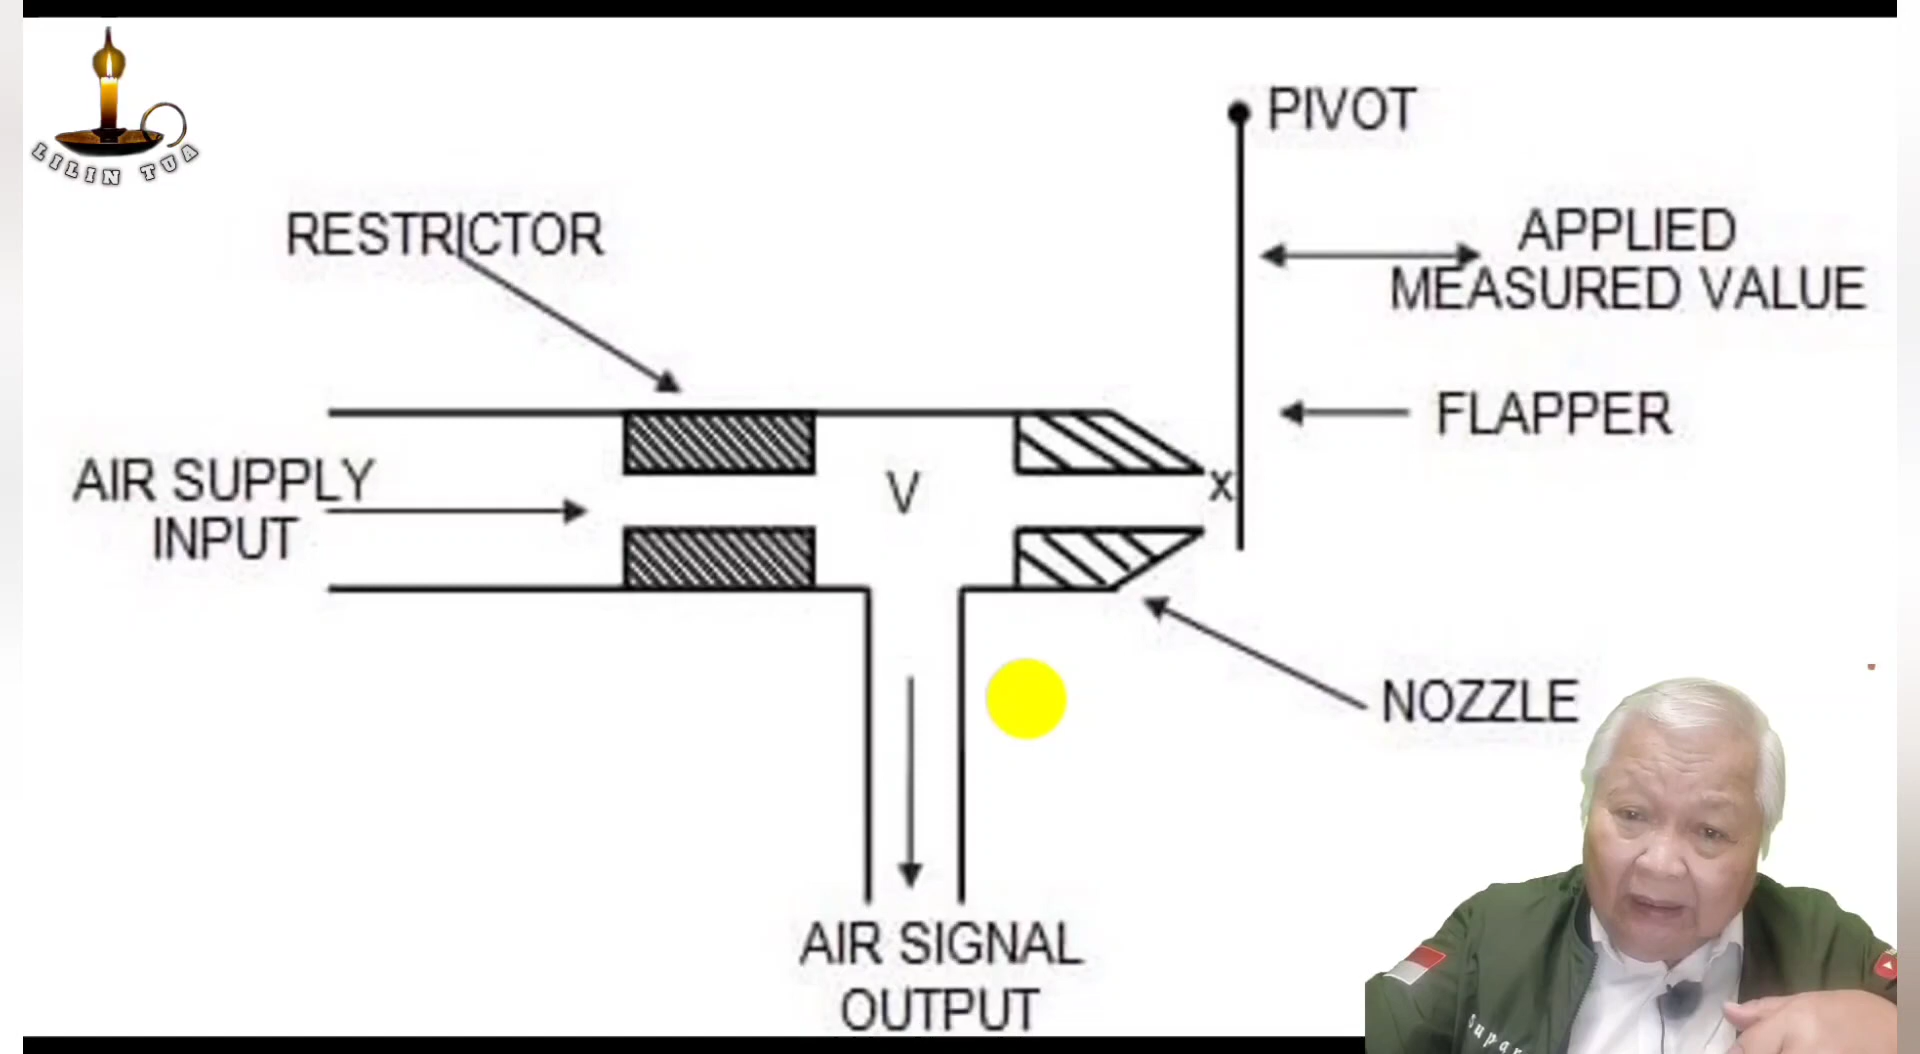 LILIN TUA
PIVOT
RESTRICTOR
APPLIED
MEASURED VALUE
FLAPPER
AIR SUPPLY
INPUT
V
X
NOZZLE
AIR SIGNAL
OUTPUT